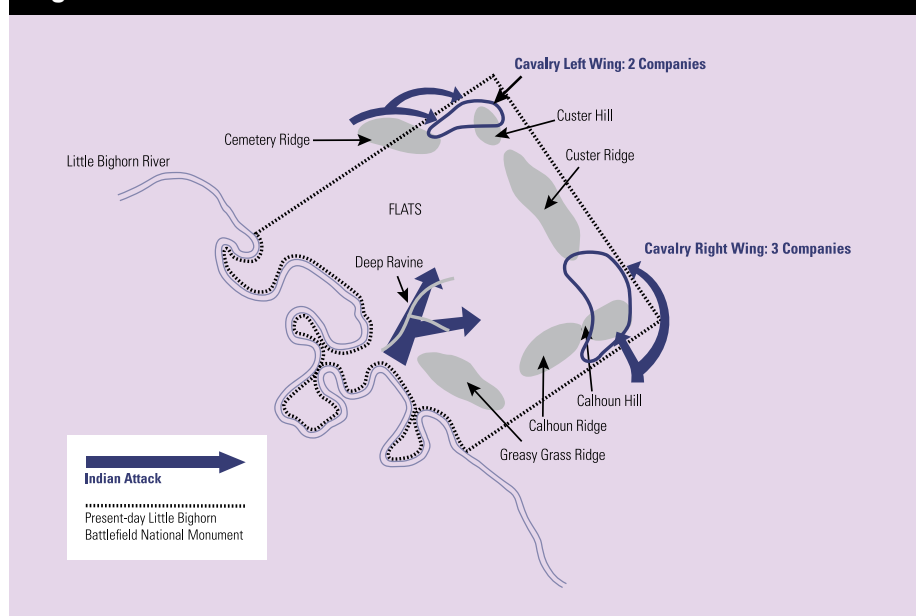 Cavalry Left Wing: 2 Companies
Custer Hill
Cemetery Ridge
Custer Ridge
Little Bighorn River
FLATS
Cavalry Right Wing: 3 Companies
Deep Ravine
Calhoun Hill
Calhoun Ridge
Greasy Grass Ridge
Indian Attack
Present-day Little Bighorn
Battlefield National Monument